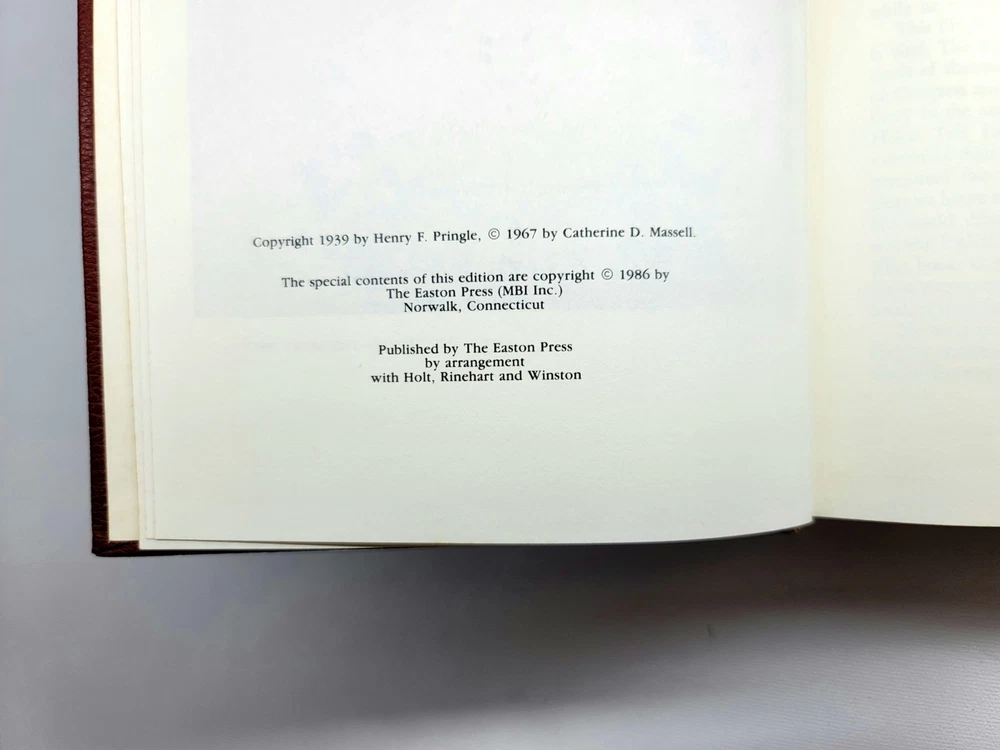 Copyright 1939 by Henry F. Pringle, © 1967 by Catherine D. Massell.
The special contents of this edition are copyright © 1986 by
The Easton Press (MBI Inc.)
Norwalk, Connecticut
Published by The Easton Press
by arrangement
with Holt, Rinehart and Winston